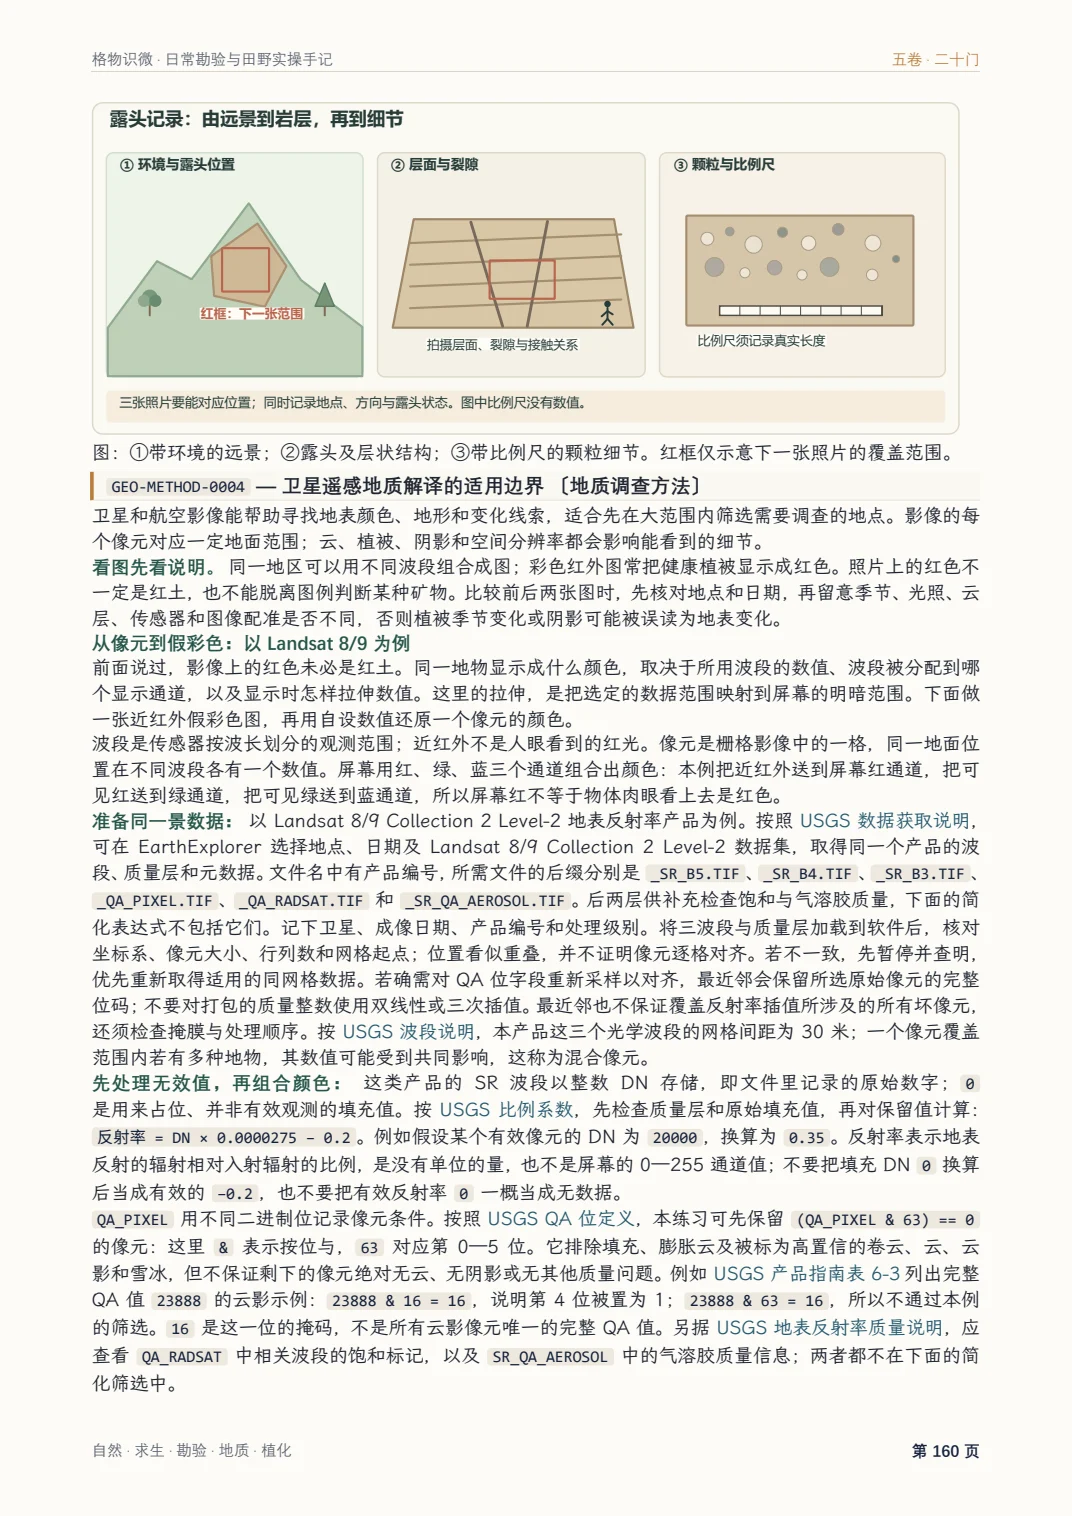 格物识微 · 日常勘验与田野实操手记
五卷 · 二十门
露头记录：由远景到岩层，再到细节
① 环境与露头位置
② 层面与裂隙
③ 颗粒与比例尺
红框：下一张范围
拍摄层面、裂隙与接触关系
比例尺须记录真实长度
三张照片要能对应位置；同时记录地点、方向与露头状态。图中比例尺没有数值。
图：①带环境的远景；②露头及层状结构；③带比例尺的颗粒细节。红框仅示意下一张照片的覆盖范围。
GEO-METHOD-0004 — 卫星遥感地质解译的适用边界 〔地质调查方法〕
卫星和航空影像能帮助寻找地表颜色、地形和变化线索，适合先在大范围内筛选需要调查的地点。影像的每
个像元对应一定地面范围；云、植被、阴影和空间分辨率都会影响能看到的细节。
看图先看说明。 同一地区可以用不同波段组合成图；彩色红外图常把健康植被显示成红色。照片上的红色不
一定是红土，也不能脱离图例判断某种矿物。比较前后两张图时，先核对地点和日期，再留意季节、光照、云
层、传感器和图像配准是否不同，否则植被季节变化或阴影可能被误读为地表变化。
从像元到假彩色：以 Landsat 8/9 为例
前面说过，影像上的红色未必是红土。同一地物显示成什么颜色，取决于所用波段的数值、波段被分配到哪
个显示通道，以及显示时怎样拉伸数值。这里的拉伸，是把选定的数据范围映射到屏幕的明暗范围。下面做
一张近红外假彩色图，再用自设数值还原一个像元的颜色。
波段是传感器按波长划分的观测范围；近红外不是人眼看到的红光。像元是栅格影像中的一格，同一地面位
置在不同波段各有一个数值。屏幕用红、绿、蓝三个通道组合出颜色：本例把近红外送到屏幕红通道，把可
见红送到绿通道，把可见绿送到蓝通道，所以屏幕红不等于物体肉眼看上去是红色。
准备同一景数据： 以 Landsat 8/9 Collection 2 Level-2 地表反射率产品为例。按照 USGS 数据获取说明，
可在 EarthExplorer 选择地点、日期及 Landsat 8/9 Collection 2 Level-2 数据集，取得同一个产品的波
段、质量层和元数据。文件名中有产品编号，所需文件的后缀分别是 _SR_B5.TIF、_SR_B4.TIF、_SR_B3.TIF、
_QA_PIXEL.TIF、_QA_RADSAT.TIF 和 _SR_QA_AEROSOL.TIF。后两层供补充检查饱和与气溶胶质量，下面的简
化表达式不包括它们。记下卫星、成像日期、产品编号和处理级别。将三波段与质量层加载到软件后，核对
坐标系、像元大小、行列数和网格起点；位置看似重叠，并不证明像元逐格对齐。若不一致，先暂停并查明，
优先重新取得适用的同网格数据。若确需对 QA 位字段重新采样以对齐，最近邻会保留所选原始像元的完整
位码；不要对打包的质量整数使用双线性或三次插值。最近邻也不保证覆盖反射率插值所涉及的所有坏像元，
还须检查掩膜与处理顺序。按 USGS 波段说明，本产品这三个光学波段的网格间距为 30 米；一个像元覆盖
范围内若有多种地物，其数值可能受到共同影响，这称为混合像元。
先处理无效值，再组合颜色： 这类产品的 SR 波段以整数 DN 存储，即文件里记录的原始数字； 0
是用来占位、并非有效观测的填充值。按 USGS 比例系数，先检查质量层和原始填充值，再对保留值计算：
反射率 = DN × 0.0000275 − 0.2。例如假设某个有效像元的 DN 为 20000，换算为 0.35。反射率表示地表
反射的辐射相对入射辐射的比例，是没有单位的量，也不是屏幕的 0—255 通道值；不要把填充 DN 0 换算
后当成有效的 −0.2，也不要把有效反射率 0 一概当成无数据。
QA_PIXEL 用不同二进制位记录像元条件。按照 USGS QA 位定义，本练习可先保留 (QA_PIXEL & 63) == 0
的像元：这里 & 表示按位与，63 对应第 0—5 位。它排除填充、膨胀云及被标为高置信的卷云、云、云
影和雪冰，但不保证剩下的像元绝对无云、无阴影或无其他质量问题。例如 USGS 产品指南表 6-3 列出完整
QA 值 23888 的云影示例：23888 & 16 = 16，说明第 4 位被置为 1；23888 & 63 = 16，所以不通过本例
的筛选。16 是这一位的掩码，不是所有云影像元唯一的完整 QA 值。另据 USGS 地表反射率质量说明，应
查看 QA_RADSAT 中相关波段的饱和标记，以及 SR_QA_AEROSOL 中的气溶胶质量信息；两者都不在下面的简
化筛选中。
自然 · 求生 · 勘验 · 地质 · 植化
第 160 页